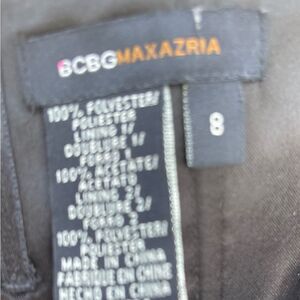 BCBGMAXAZRIA
8
100% POLYESTER/
POLIESTER
LINING 1/
DOUBLURE 1/
FORRO 1
100% ACETATE/
ACETATO
LINING 2/
DOUBLURE 2/
FORRO 2
100% POLYESTER/
POLIESTER
MADE IN CHINA
FABRIQUE EN CHINE
HECHO EN CHINA